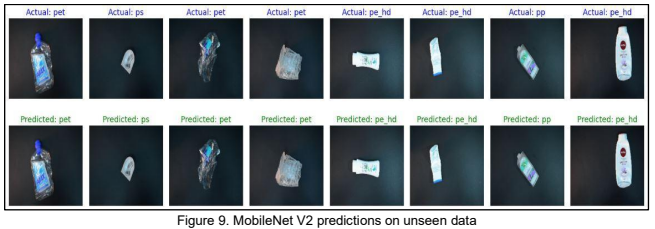 Actual: pet Actual: ps Actual: pet Actual: pet Actual: pe_hd Actual: pe_hd Actual: pp Actual: pe_hd
Predicted: pet Predicted: ps Predicted: pet Predicted: pet Predicted: pe_hd Predicted: pe_hd Predicted: pp Predicted: pe_hd
Figure 9. MobileNet V2 predictions on unseen data